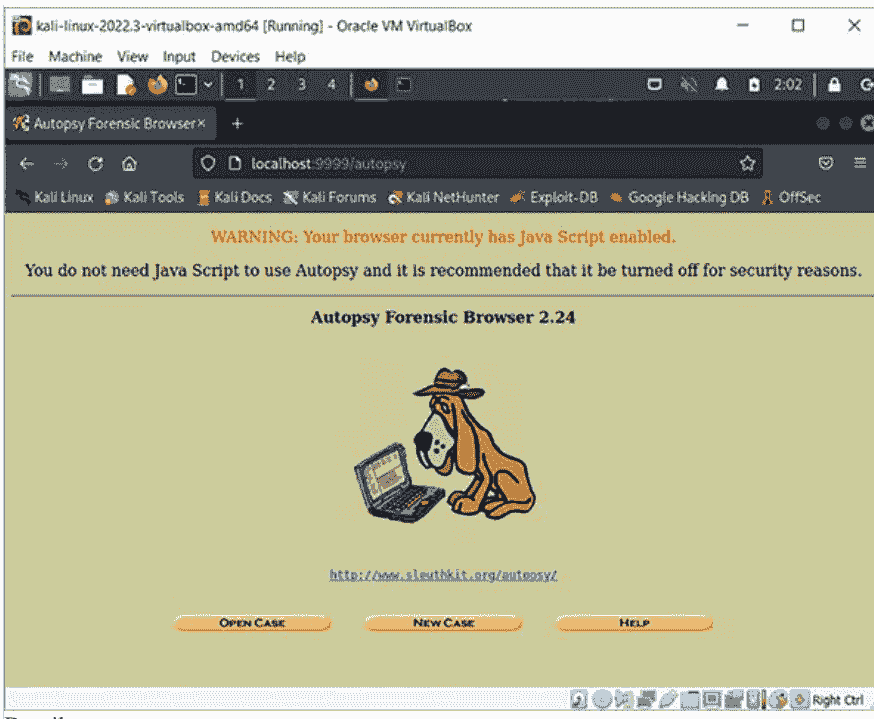 kali-linux-2022.3-virtualbox-amd64 [Running] - Oracle VM VirtualBox
File Machine View Input Devices Help
1 2 3 4 2:02
Autopsy Forensic Browser
localhost:9999/autopsy
Kali Linux Kali Tools Kali Docs Kali Forums Kali NetHunter Exploit-DB Google Hacking DB OffSec
WARNING: Your browser currently has Java Script enabled.
You do not need Java Script to use Autopsy and it is recommended that it be turned off for security reasons.
Autopsy Forensic Browser 2.24
http://www.sleuthkit.org/autopsy/
OPEN CASE NEW CASE HELP
Right Ctrl